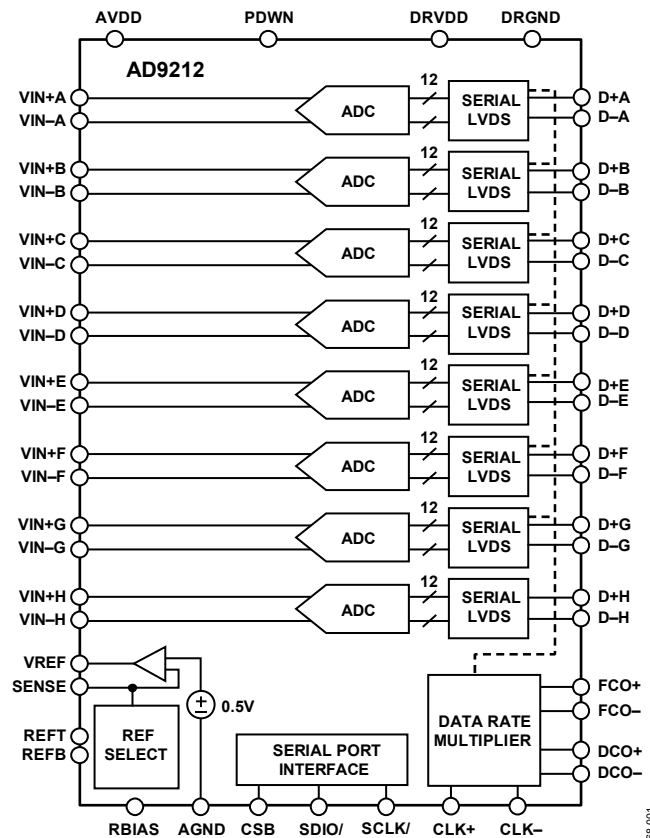 AVDD PDWN DRVDD DRGND
AD9212
VIN+A ADC 12 SERIAL LVDS D+A
VIN–A D–A
VIN+B ADC 12 SERIAL LVDS D+B
VIN–B D–B
VIN+C ADC 12 SERIAL LVDS D+C
VIN–C D–C
VIN+D ADC 12 SERIAL LVDS D+D
VIN–D D–D
VIN+E ADC 12 SERIAL LVDS D+E
VIN–E D–E
VIN+F ADC 12 SERIAL LVDS D+F
VIN–F D–F
VIN+G ADC 12 SERIAL LVDS D+G
VIN–G D–G
VIN+H ADC 12 SERIAL LVDS D+H
VIN–H D–H
VREF
SENSE
REFT
REFB
REF
SELECT
+
–
0.5V
SERIAL PORT
INTERFACE
DATA RATE
MULTIPLIER
FCO+
FCO–
DCO+
DCO–
RBIAS AGND CSB SDIO/ SCLK/ CLK+ CLK–